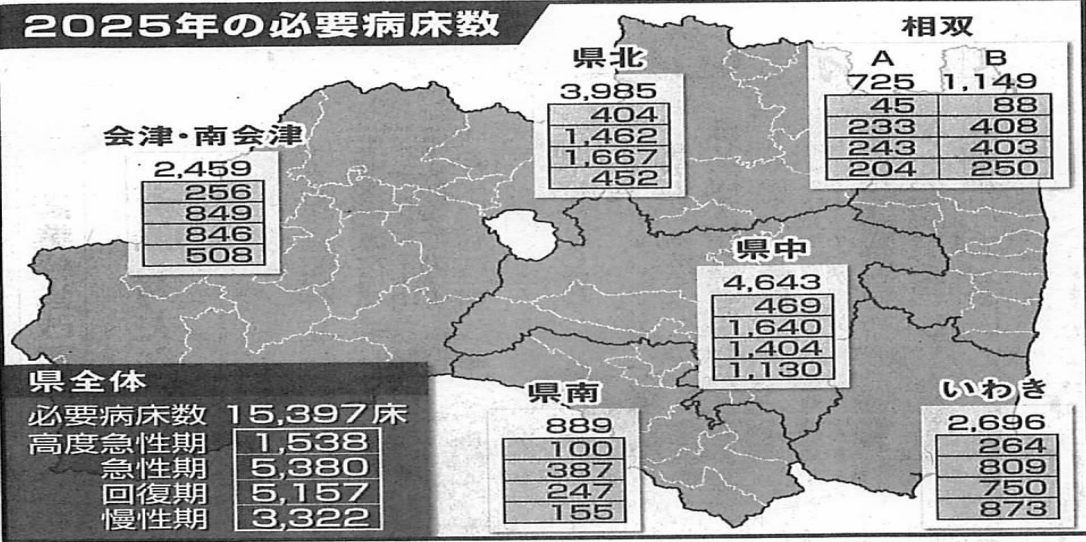 2025年の必要病床数
県北
3,985
404
1,462
1,667
452
相双
A B
725 1,149
45 88
233 408
243 403
204 250
会津・南会津
2,459
256
849
846
508
県中
4,643
469
1,640
1,404
1,130
県南
889
100
387
247
155
いわき
2,696
264
809
750
873
県全体
必要病床数 15,397床
高度急性期 1,538
急性期 5,380
回復期 5,157
慢性期 3,322